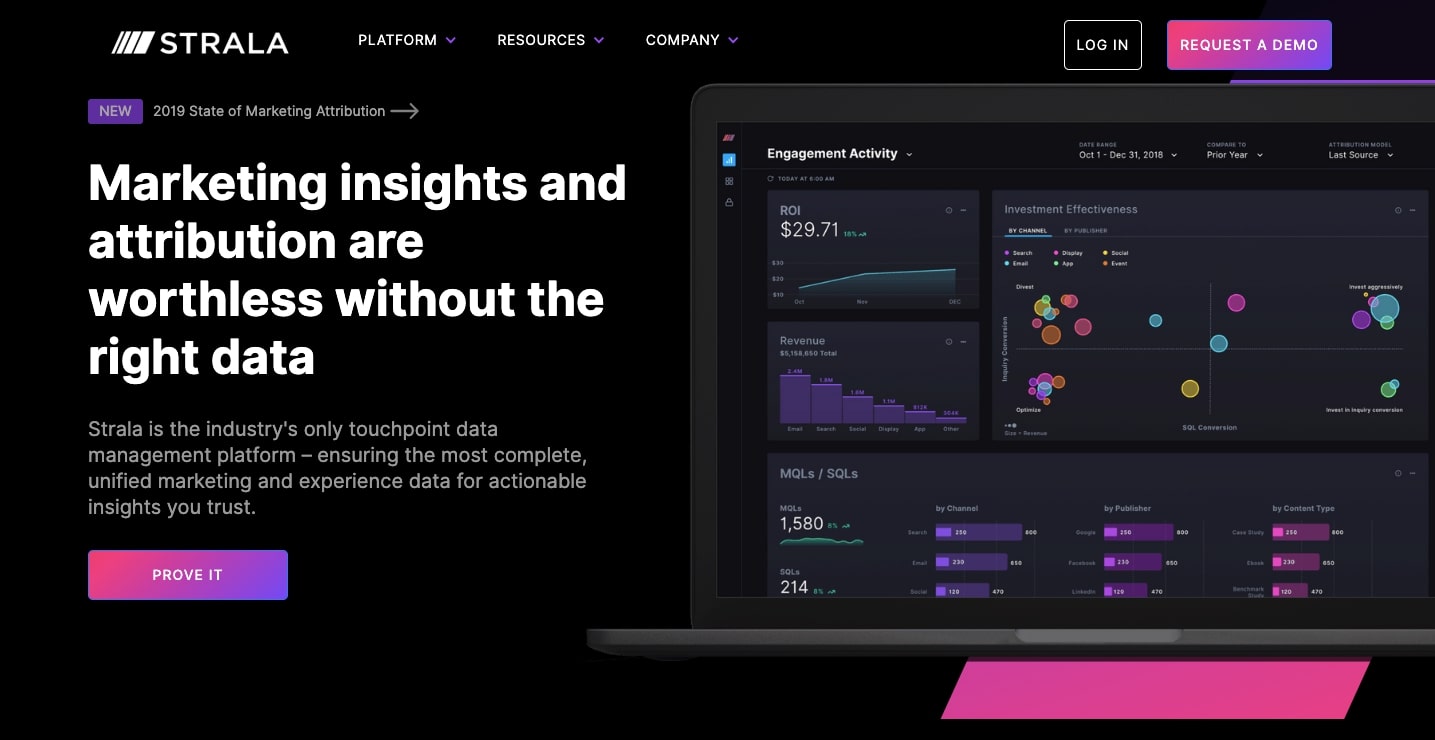 STRALA
PLATFORM
RESOURCES
COMPANY
LOG IN
REQUEST A DEMO
NEW
2019 State of Marketing Attribution
Marketing insights and
attribution are
worthless without the
right data
Strala is the industry's only touchpoint data
management platform – ensuring the most complete,
unified marketing and experience data for actionable
insights you trust.
PROVE IT
Engagement Activity
DATE RANGE
Oct 1 - Dec 31, 2018
COMPARE TO
Prior Year
ATTRIBUTION MODEL
Last Source
TODAY AT 6:00 AM
ROI
$29.71
18%
$30
$20
$10
Oct
Nov
DEC
Revenue
$5,158,650 Total
2.4M
1.8M
1.1M
Email
Search
Social
Display
App
Other
Investment Effectiveness
BY CHANNEL
BY PUBLISHER
Search
Display
Social
Email
App
Event
Divest
Invest aggressively
Inquiry Conversion
Optimize
Invest in Inquiry conversion
SQL Conversion
Size = Revenue
MQLs / SQLs
MQLs
1,580
8%
SQLs
214
8%
by Channel
Search
250
800
Email
230
650
Social
120
470
by Publisher
Google
250
800
Facebook
230
650
LinkedIn
120
470
by Content Type
Case Study
250
800
Ebook
230
650
Benchmark
Study
120
470